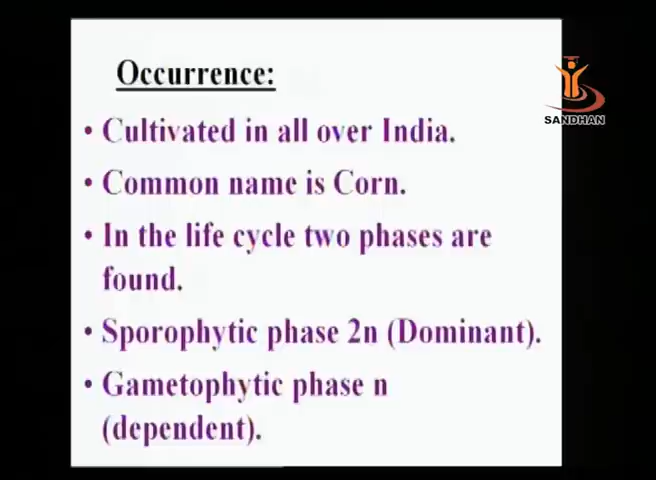 Occurrence:
SANDHAN
• Cultivated in all over India.
• Common name is Corn.
• In the life cycle two phases are
found.
• Sporophytic phase 2n (Dominant).
• Gametophytic phase n
(dependent).